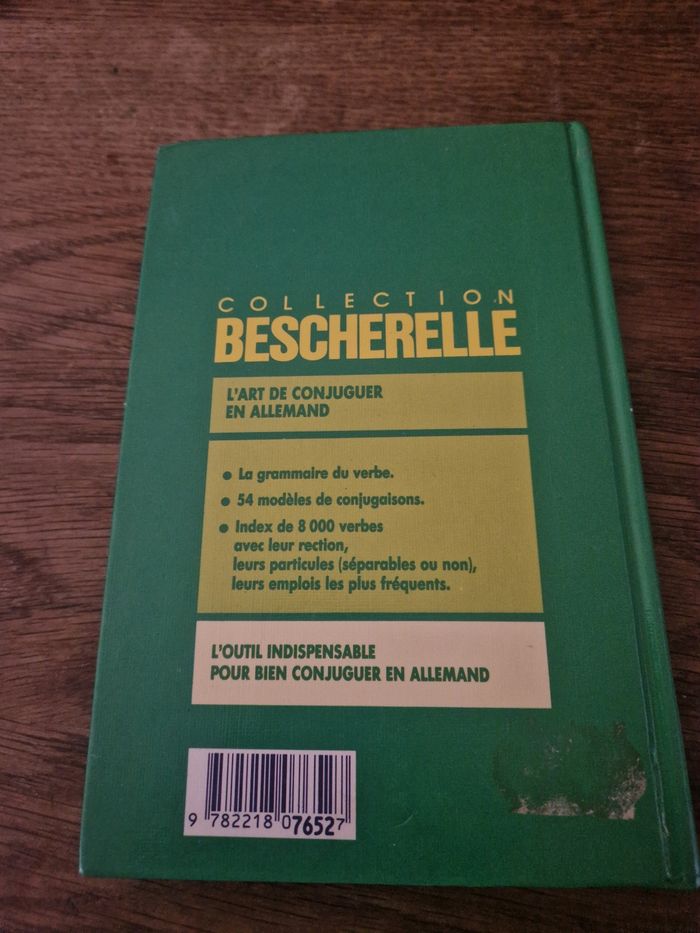 COLLECTION
BESCHERELLE
L'ART DE CONJUGUER
EN ALLEMAND
• La grammaire du verbe.
• 54 modèles de conjugaisons.
• Index de 8 000 verbes
avec leur rection,
leurs particules (séparables ou non),
leurs emplois les plus fréquents.
L'OUTIL INDISPENSABLE
POUR BIEN CONJUGUER EN ALLEMAND
9 782218 076527